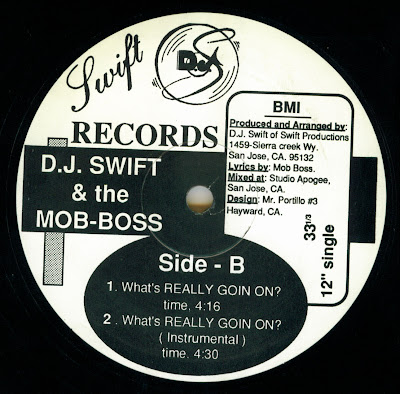 Swift
D.J. S
RECORDS
D.J. SWIFT
& the
MOB-BOSS
BMI
Produced and Arranged by:
D.J. Swift of Swift Productions
1459-Sierra creek Wy.
San Jose, CA. 95132
Lyrics by: Mob Boss.
Mixed at: Studio Apogee,
San Jose, CA.
Design: Mr. Portillo #3
Hayward, CA.
33 1/3
12" single
Side - B
1. What's REALLY GOIN ON?
time. 4:16
2. What's REALLY GOIN ON?
( Instrumental )
time. 4:30